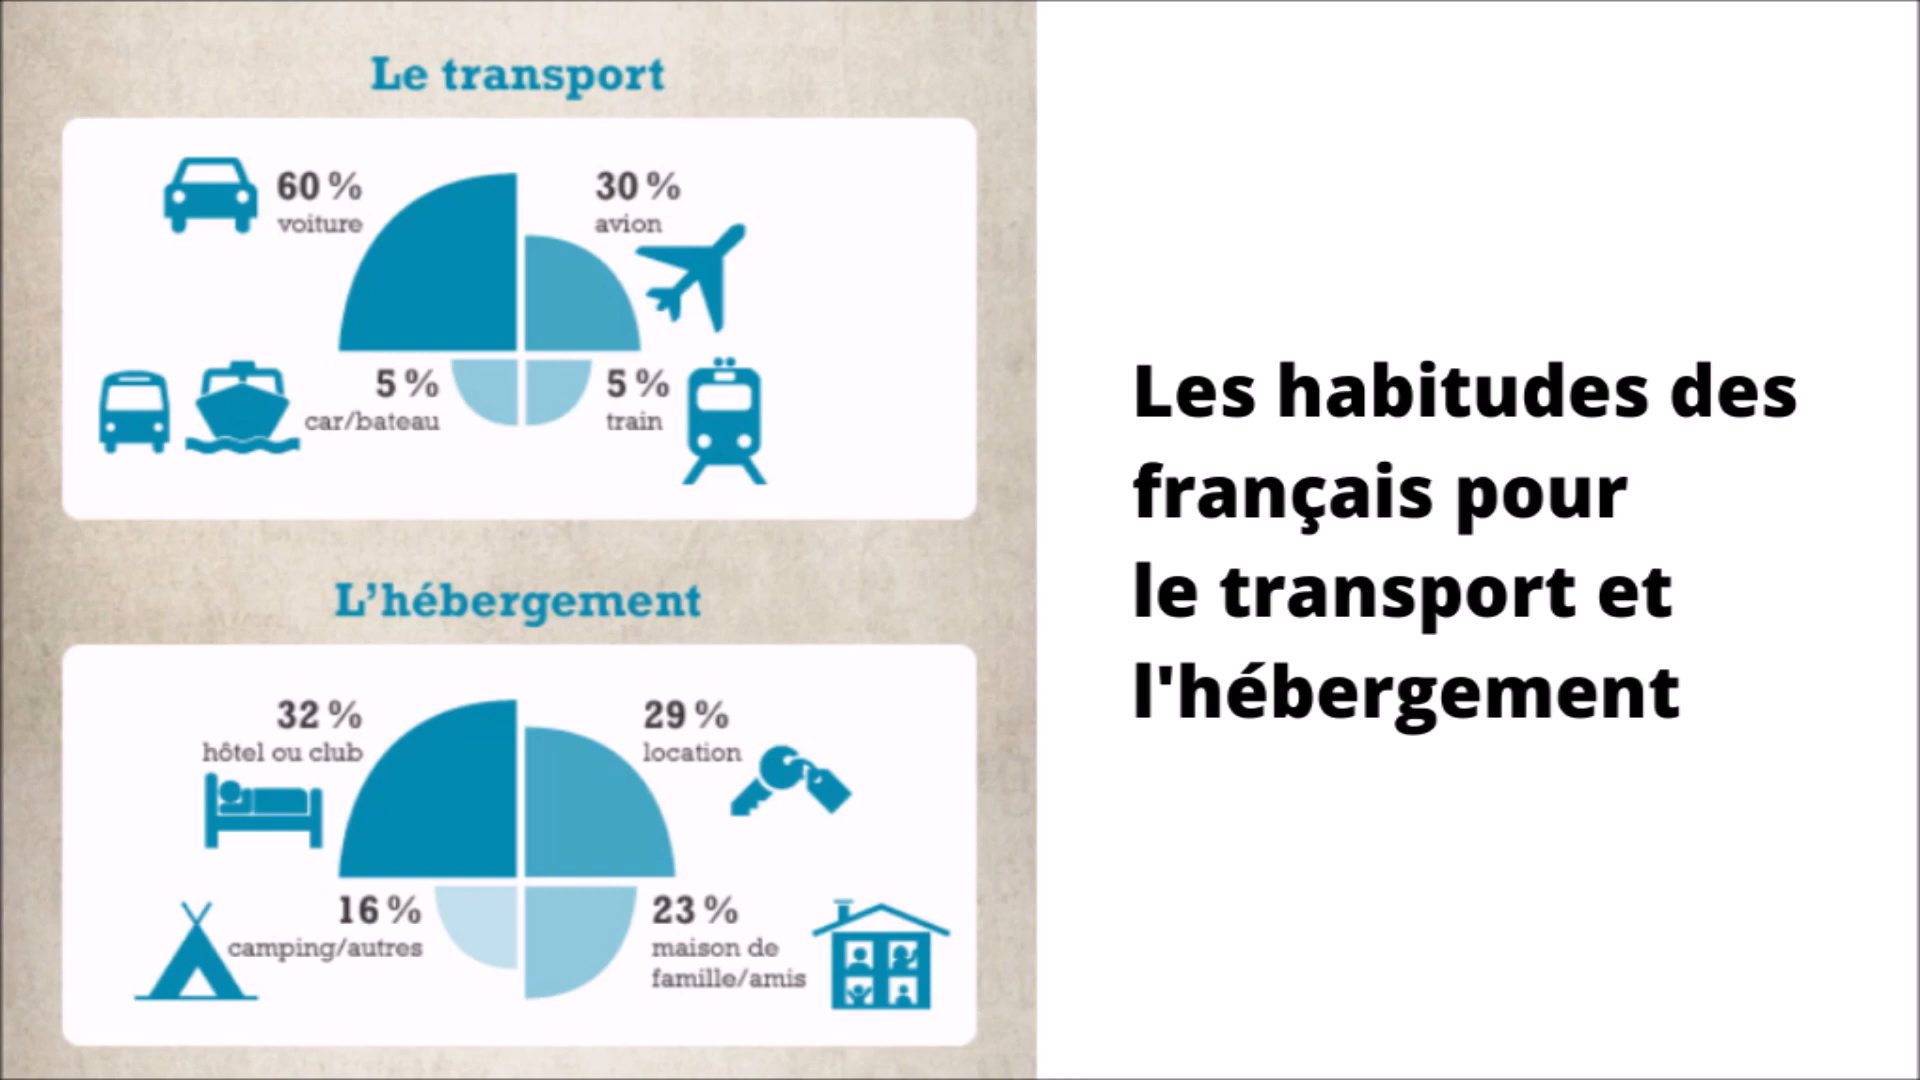 Le transport
60 %
voiture
30 %
avion
5 %
car/bateau
5 %
train
L’hébergement
32 %
hôtel ou club
29 %
location
16 %
camping/autres
23 %
maison de
famille/amis
Les habitudes des
français pour
le transport et
l'hébergement